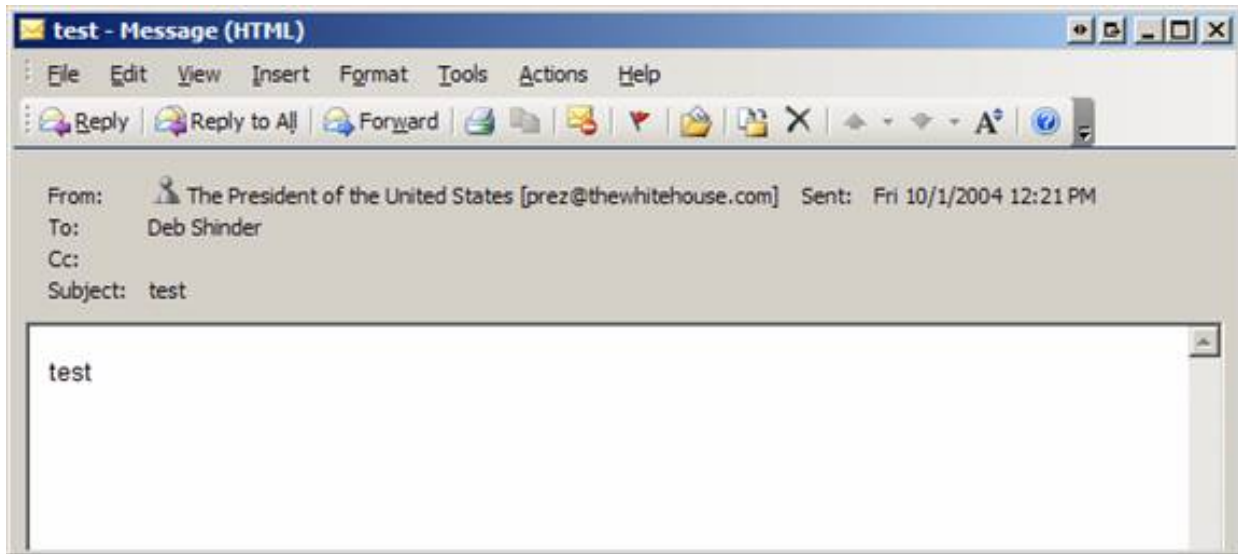 test - Message (HTML)
File Edit View Insert Format Tools Actions Help
Reply Reply to All Forward
From: The President of the United States [prez@thewhitehouse.com] Sent: Fri 10/1/2004 12:21 PM
To: Deb Shinder
Cc:
Subject: test
test